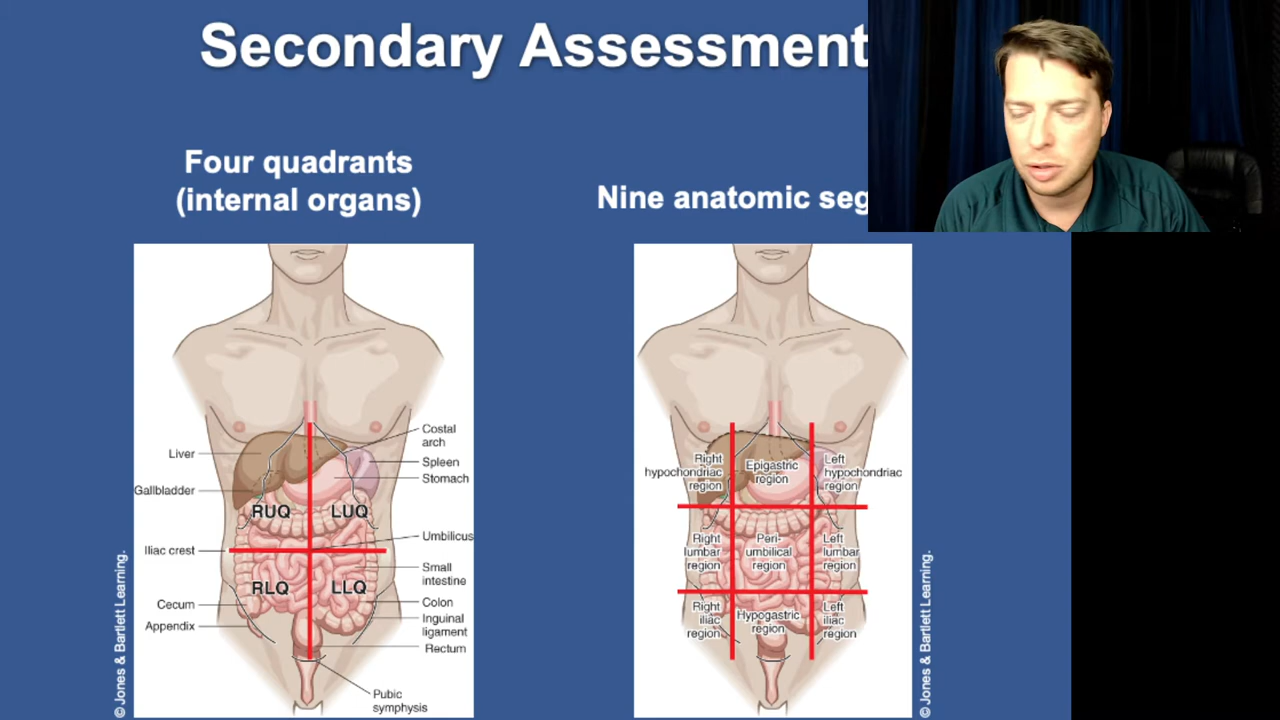 Secondary Assessment
Four quadrants
(internal organs)
Nine anatomic seg
Liver
Gallbladder
Iliac crest
Cecum
Appendix
RUQ
LUQ
RLQ
LLQ
Costal
arch
Spleen
Stomach
Umbilicus
Small
intestine
Colon
Inguinal
ligament
Rectum
Pubic
symphysis
© Jones & Bartlett Learning.
Right
hypochondriac
region
Epigastric
region
Left
hypochondriac
region
Right
lumbar
region
Peri-
umbilical
region
Left
lumbar
region
Right
iliac
region
Hypogastric
region
Left
iliac
region
© Jones & Bartlett Learning.